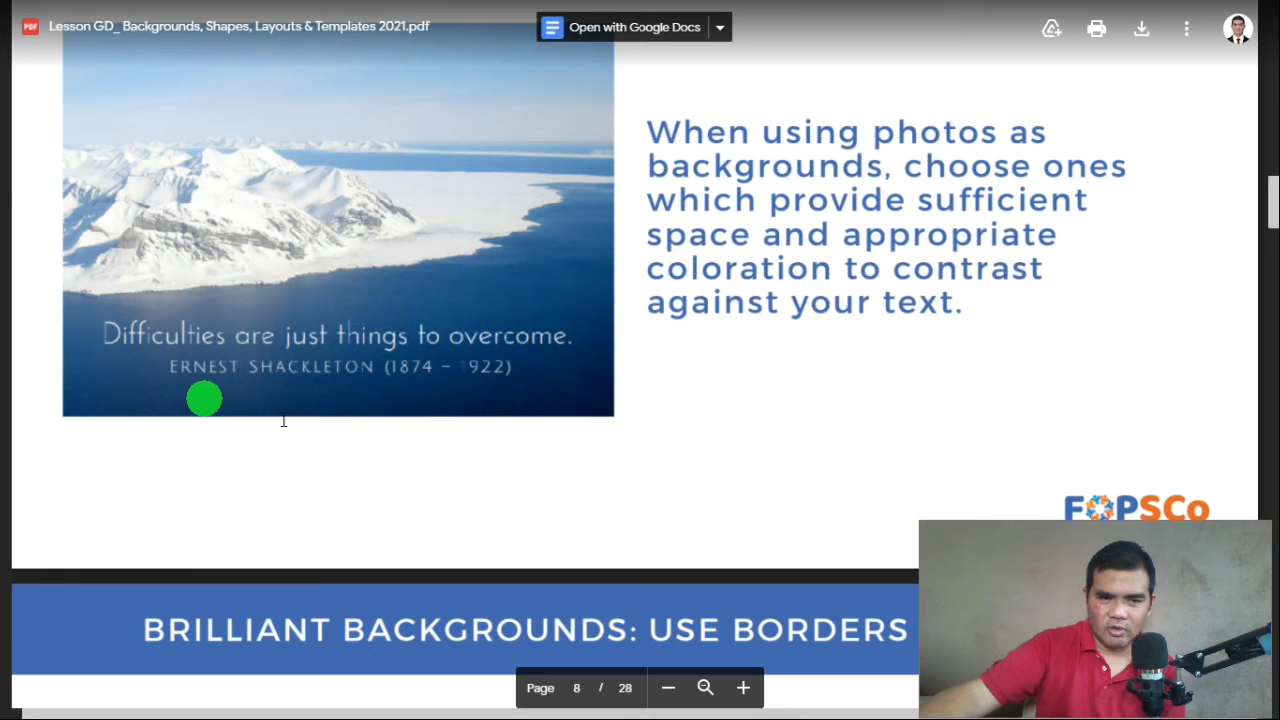 Lesson GD_ Backgrounds, Shapes, Layouts & Templates 2021.pdf
PDF
Open with Google Docs
When using photos as
backgrounds, choose ones
which provide sufficient
space and appropriate
coloration to contrast
against your text.
Difficulties are just things to overcome.
ERNEST SHACKLETON (1874 – 1922)
FOPSCo
BRILLIANT BACKGROUNDS: USE BORDERS
Page 8 / 28